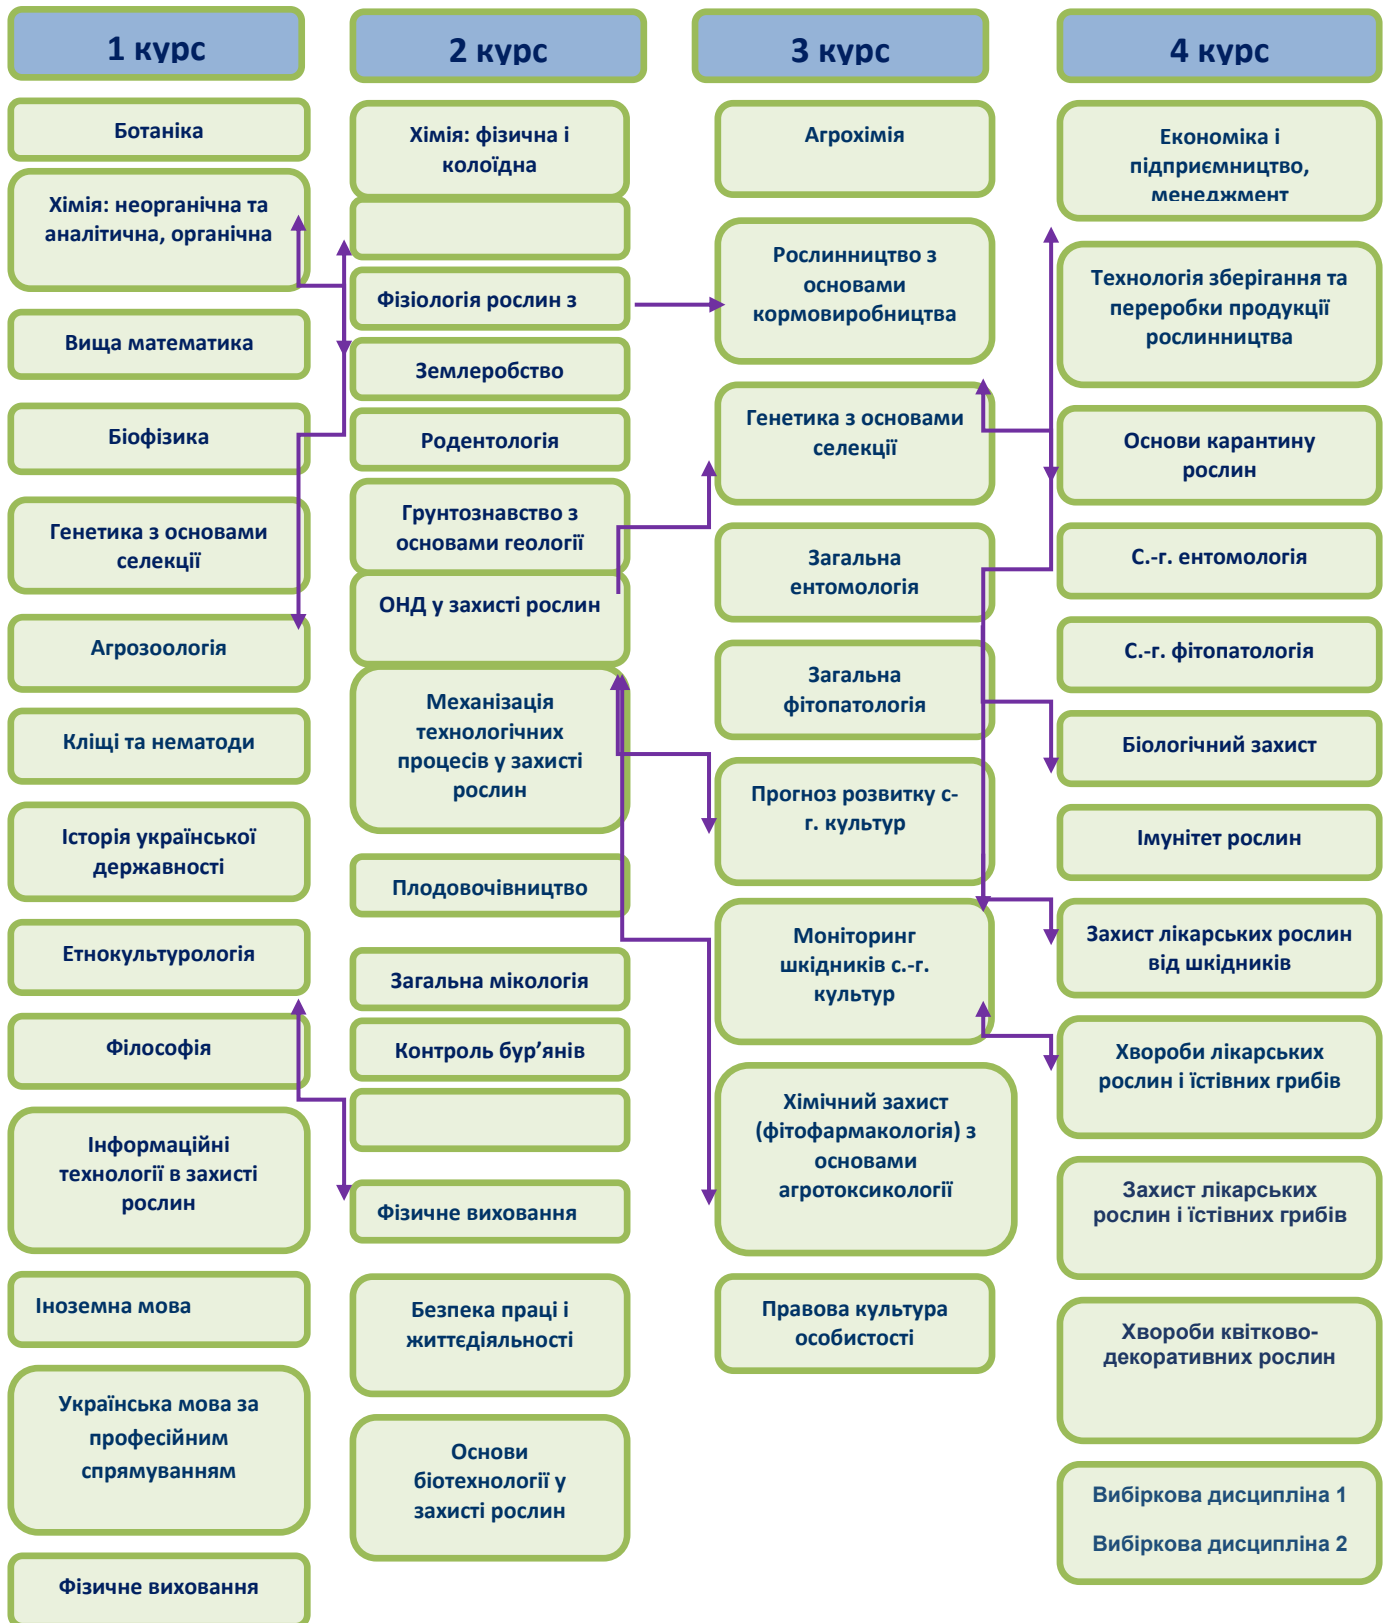 1 курс
Ботаніка
Хімія: неорганічна та
аналітична, органічна
Вища математика
Біофізика
Генетика з основами
селекції
Агрозоологія
Кліщі та нематоди
Історія української
державності
Етнокультурологія
Філософія
Інформаційні
технології в захисті
рослин
Іноземна мова
Українська мова за
професійним
спрямуванням
Фізичне виховання
2 курс
Хімія: фізична і
колоїдна
Фізіологія рослин з
Землеробство
Родентологія
Грунтознавство з
основами геології
ОНД у захисті рослин
Механізація
технологічних
процесів у захисті
рослин
Плодовочівництво
Загальна мікологія
Контроль бур’янів
Фізичне виховання
Безпека праці і
життєдіяльності
Основи
біотехнології у
захисті рослин
3 курс
Агрохімія
Рослинництво з
основами
кормовиробництва
Генетика з основами
селекції
Загальна
ентомологія
Загальна
фітопатологія
Прогноз розвитку с-
г. культур
Моніторинг
шкідників с.-г.
культур
Хімічний захист
(фітофармакологія) з
основами
агротоксикології
Правова культура
особистості
4 курс
Економіка і
підприємництво,
менеджмент
Технологія зберігання та
переробки продукції
рослинництва
Основи карантину
рослин
С.-г. ентомологія
С.-г. фітопатологія
Біологічний захист
Імунітет рослин
Захист лікарських рослин
від шкідників
Хвороби лікарських
рослин і їстівних грибів
Захист лікарських
рослин і їстівних грибів
Хвороби квітково-
декоративних рослин
Вибіркова дисципліна 1
Вибіркова дисципліна 2